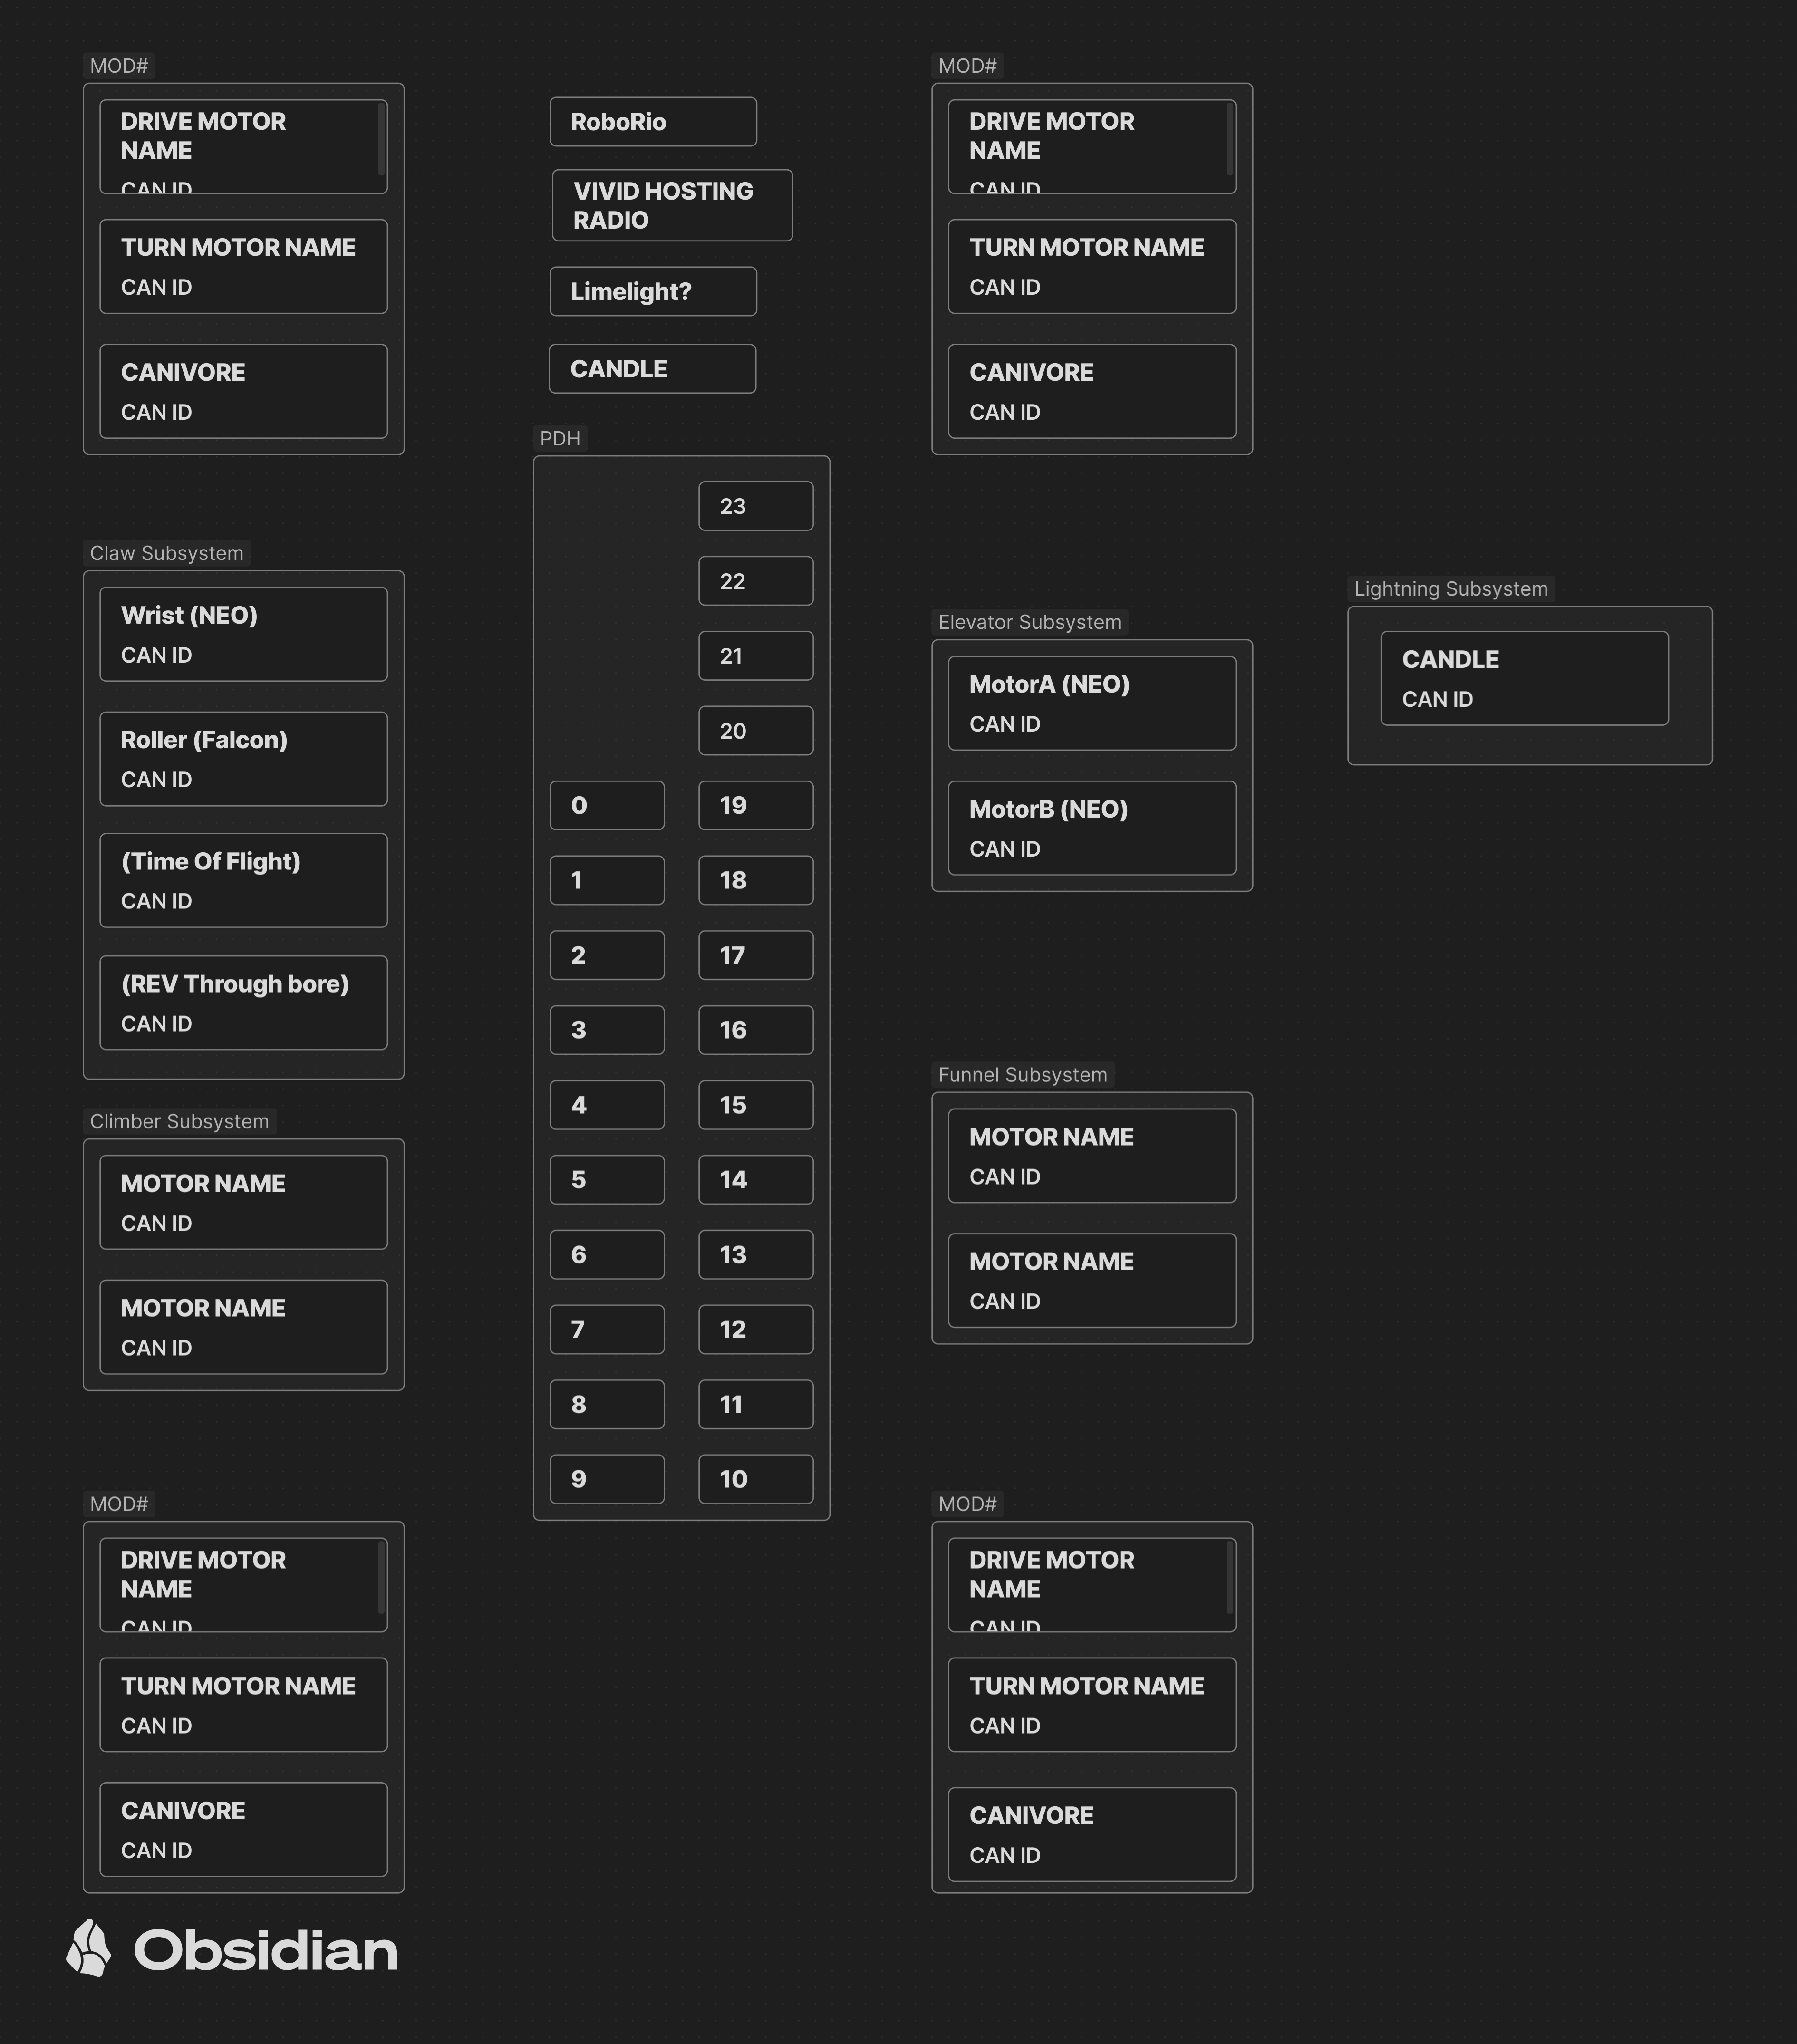 MOD#
DRIVE MOTOR
NAME
CAN ID
TURN MOTOR NAME
CAN ID
CANIVORE
CAN ID
RoboRio
VIVID HOSTING
RADIO
Limelight?
CANDLE
MOD#
DRIVE MOTOR
NAME
CAN ID
TURN MOTOR NAME
CAN ID
CANIVORE
CAN ID
Claw Subsystem
Wrist (NEO)
CAN ID
Roller (Falcon)
CAN ID
(Time Of Flight)
CAN ID
(REV Through bore)
CAN ID
Climber Subsystem
MOTOR NAME
CAN ID
MOTOR NAME
CAN ID
PDH
23
22
21
20
0
19
1
18
2
17
3
16
4
15
5
14
6
13
7
12
8
11
9
10
Elevator Subsystem
MotorA (NEO)
CAN ID
MotorB (NEO)
CAN ID
Lightning Subsystem
CANDLE
CAN ID
Funnel Subsystem
MOTOR NAME
CAN ID
MOTOR NAME
CAN ID
MOD#
DRIVE MOTOR
NAME
CAN ID
TURN MOTOR NAME
CAN ID
CANIVORE
CAN ID
MOD#
DRIVE MOTOR
NAME
CAN ID
TURN MOTOR NAME
CAN ID
CANIVORE
CAN ID
Obsidian